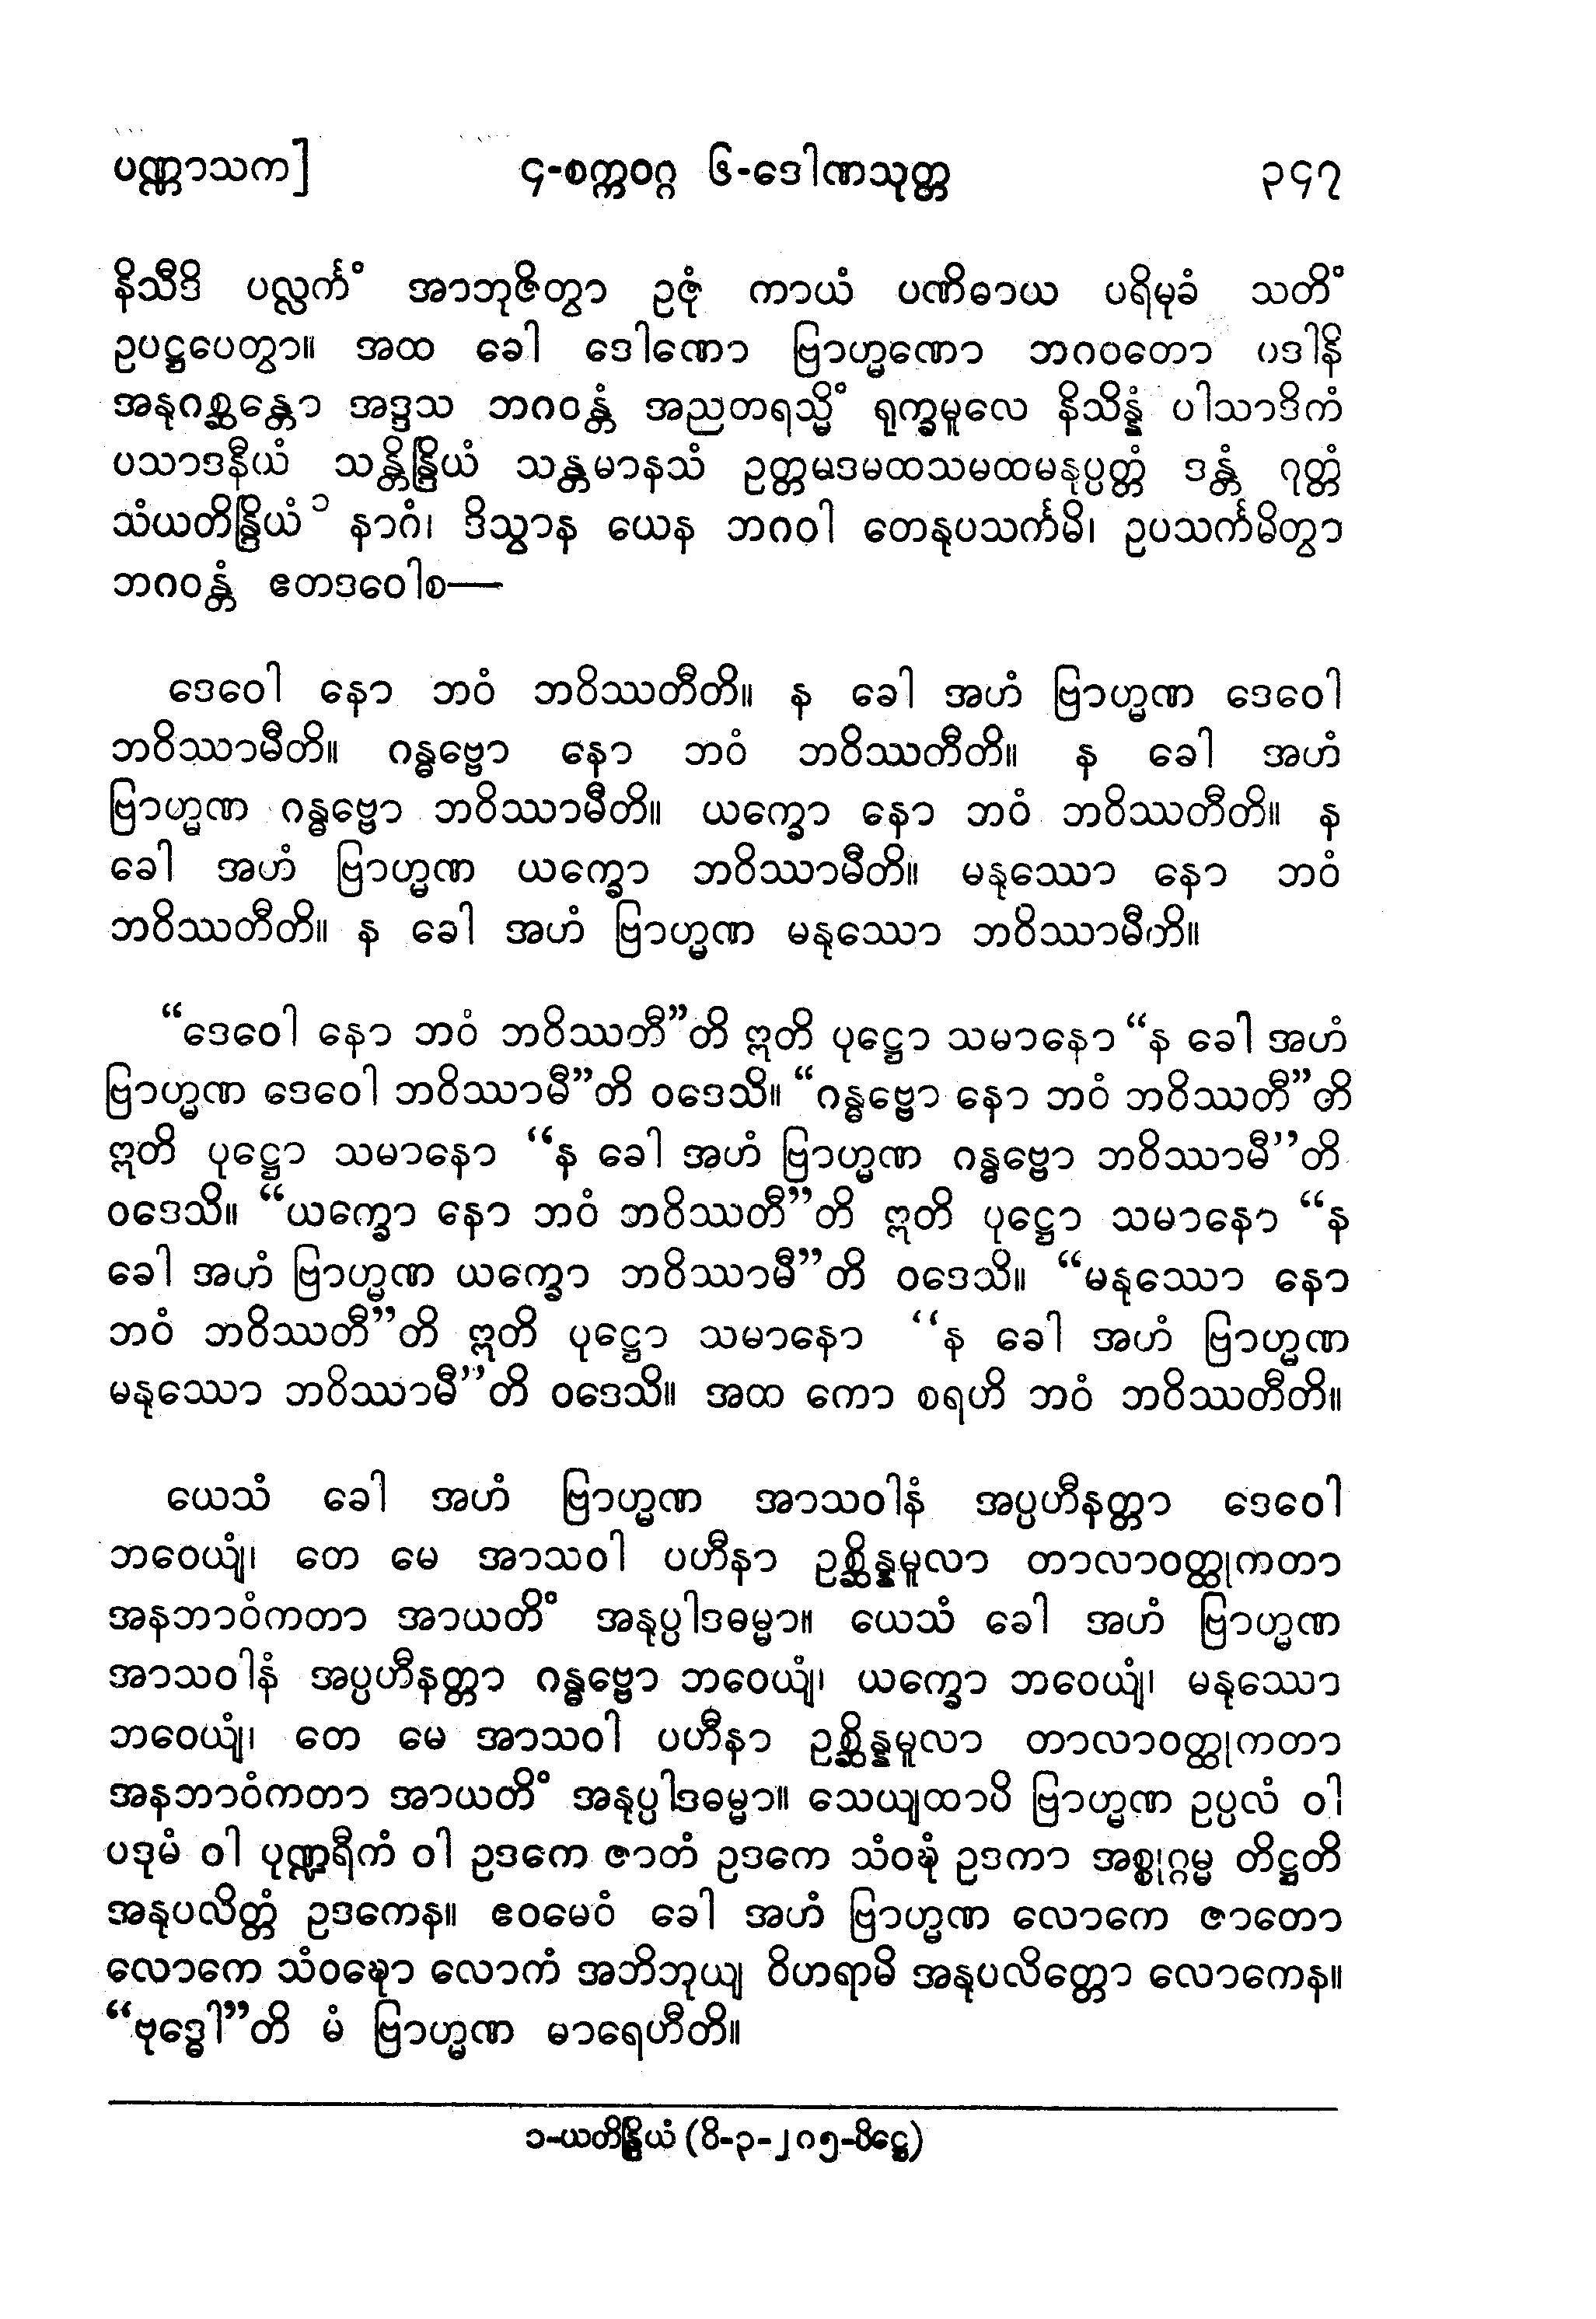 ပဏ္ဏာသက]	၄-စက္ကဝဂ္ဂ ၆-ဒေါဏသုတ္တ	၃၄၇
နိသီဒိ ပလ္လင်္ကံ အာဘုဇိတွာ ဥဇုံ ကာယံ ပဏိဓာယ ပရိမုခံ သတိံ
ဥပဋ္ဌပေတွာ။ အထ ခေါ ဒေါဏော ဗြာဟ္မဏော ဘဂဝတော ပဒါနိ
အနုဂစ္ဆန္တော အဒ္ဒသ ဘဂဝန္တံ အညတရသ္မိံ ရုက္ခမူလေ နိသိန္နံ ပါသာဒိကံ
ပသာဒနီယံ သန္တိန္ဒြိယံ သန္တမာနသံ ဥတ္တမဒမထသမထမနုပ္ပတ္တံ ဒန္တံ ဂုတ္တံ
သံယတိန္ဒြိယံ ၁ နာဂံ၊ ဒိသွာန ယေန ဘဂဝါ တေနုပသင်္ကမိ၊ ဥပသင်္ကမိတွာ
ဘဂဝန္တံ ဧတဒဝေါစ—
ဒေဝေါ နော ဘဝံ ဘဝိဿတီတိ။ န ခေါ အဟံ ဗြာဟ္မဏ ဒေဝေါ
ဘဝိဿာမီတိ။ ဂန္ဓဗ္ဗော နော ဘဝံ ဘဝိဿတီတိ။ န ခေါ အဟံ
ဗြာဟ္မဏ ဂန္ဓဗ္ဗော ဘဝိဿာမီတိ။ ယက္ခော နော ဘဝံ ဘဝိဿတီတိ။ န
ခေါ အဟံ ဗြာဟ္မဏ ယက္ခော ဘဝိဿာမီတိ။ မနုဿော နော ဘဝံ
ဘဝိဿတီတိ။ န ခေါ အဟံ ဗြာဟ္မဏ မနုဿော ဘဝိဿာမီတိ။
“ဒေဝေါ နော ဘဝံ ဘဝိဿတီ”တိ ဣတိ ပုဋ္ဌော သမာနော “န ခေါ အဟံ
ဗြာဟ္မဏ ဒေဝေါ ဘဝိဿာမီ”တိ ဝဒေသိ။ “ဂန္ဓဗ္ဗော နော ဘဝံ ဘဝိဿတီ”တိ
ဣတိ ပုဋ္ဌော သမာနော “န ခေါ အဟံ ဗြာဟ္မဏ ဂန္ဓဗ္ဗော ဘဝိဿာမီ”တိ
ဝဒေသိ။ “ယက္ခော နော ဘဝံ ဘဝိဿတီ”တိ ဣတိ ပုဋ္ဌော သမာနော “န
ခေါ အဟံ ဗြာဟ္မဏ ယက္ခော ဘဝိဿာမီ”တိ ဝဒေသိ။ “မနုဿော နော
ဘဝံ ဘဝိဿတီ”တိ ဣတိ ပုဋ္ဌော သမာနော “န ခေါ အဟံ ဗြာဟ္မဏ
မနုဿော ဘဝိဿာမီ”တိ ဝဒေသိ။ အထ ကော စရဟိ ဘဝံ ဘဝိဿတီတိ။
ယေသံ ခေါ အဟံ ဗြာဟ္မဏ အာသဝါနံ အပ္ပဟီနတ္တာ ဒေဝေါ
ဘဝေယျံ၊ တေ မေ အာသဝါ ပဟီနာ ဥစ္ဆိန္နမူလာ တာလာဝတ္ထုကတာ
အနဘာဝံကတာ အာယတိံ အနုပ္ပါဒဓမ္မာ။ ယေသံ ခေါ အဟံ ဗြာဟ္မဏ
အာသဝါနံ အပ္ပဟီနတ္တာ ဂန္ဓဗ္ဗော ဘဝေယျံ၊ ယက္ခော ဘဝေယျံ၊ မနုဿော
ဘဝေယျံ၊ တေ မေ အာသဝါ ပဟီနာ ဥစ္ဆိန္နမူလာ တာလာဝတ္ထုကတာ
အနဘာဝံကတာ အာယတိံ အနုပ္ပါဒဓမ္မာ။ သေယျထာပိ ဗြာဟ္မဏ ဥပ္ပလံ ဝါ
ပဒုမံ ဝါ ပုဏ္ဍရီကံ ဝါ ဥဒကေ ဇာတံ ဥဒကေ သံဝဍ္ဎံ ဥဒကာ အစ္စုဂ္ဂမ္မ တိဋ္ဌတိ
အနုပလိတ္တံ ဥဒကေန။ ဧဝမေဝံ ခေါ အဟံ ဗြာဟ္မဏ လောကေ ဇာတော
လောကေ သံဝဍ္ဎော လောကံ အဘိဘုယျ ဝိဟရာမိ အနုပလိတ္တော လောကေန။
“ဗုဒ္ဓေါ”တိ မံ ဗြာဟ္မဏ ဓာရေဟီတိ။
၁-ယတိန္ဒြိယံ (ဝိ-၃-၂၈၅-ပိဋ္ဌေ)